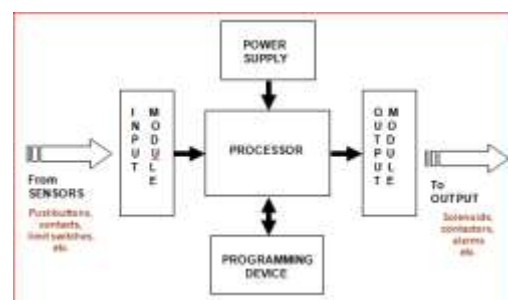 POWER
SUPPLY
INPUT
MODULE
PROCESSOR
OUTPUT
MODULE
From
SENSORS
Pushbuttons,
contacts,
limit switches,
etc.
To
OUTPUT
Solenoids,
contactors,
alarms
etc.
PROGRAMMING
DEVICE